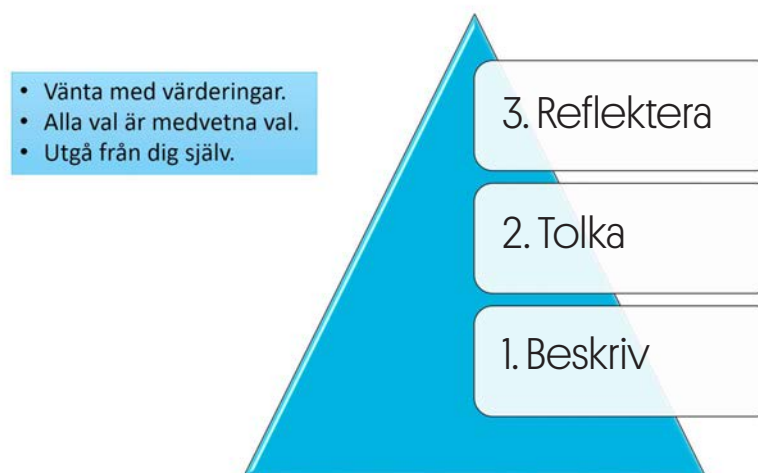 • Vänta med värderingar.
• Alla val är medvetna val.
• Utgå från dig själv.
3. Reflektera
2. Tolka
1. Beskriv